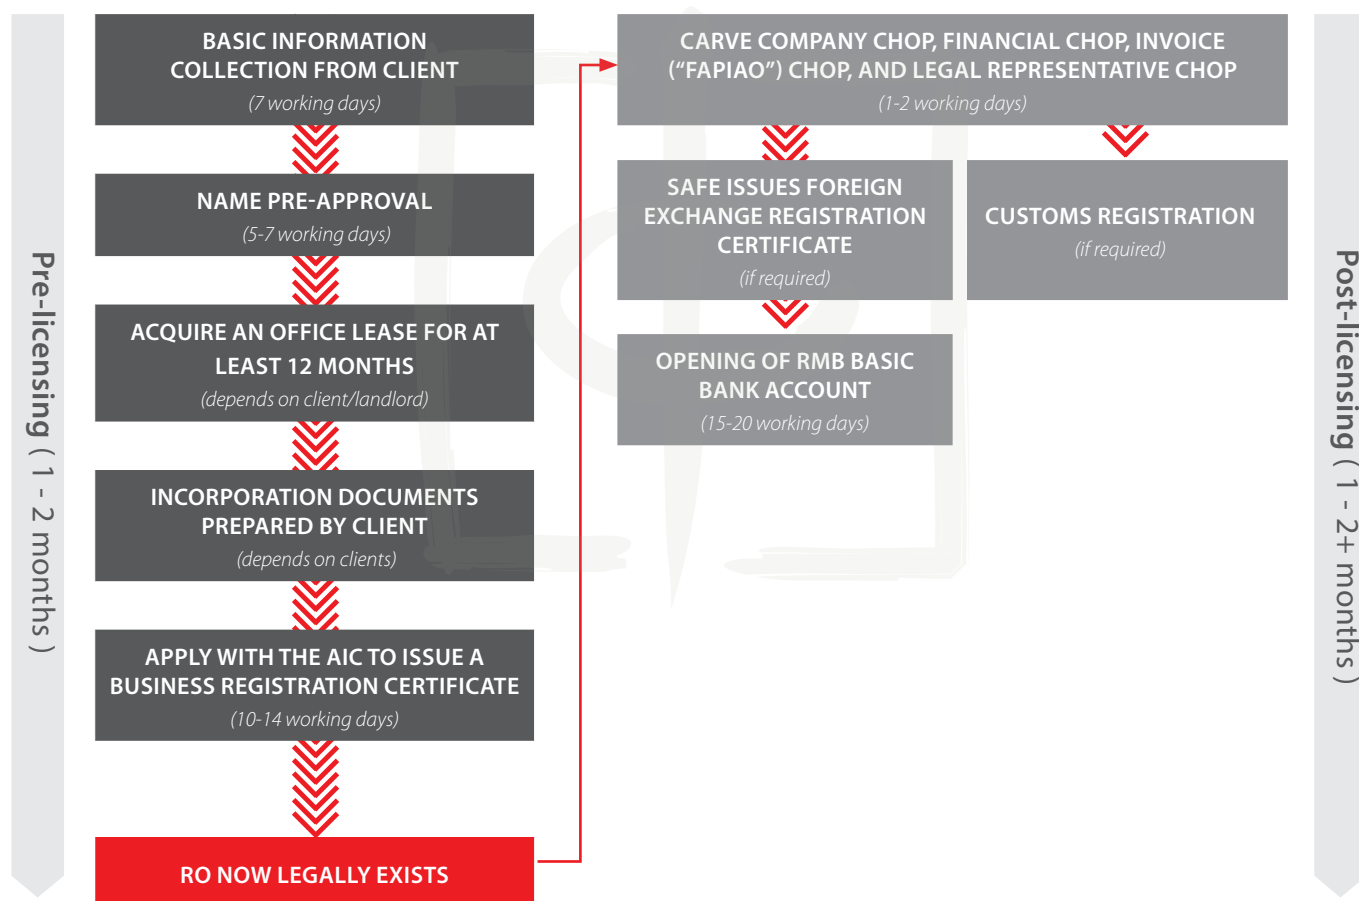 Pre-licensing ( 1 - 2 months )
BASIC INFORMATION
COLLECTION FROM CLIENT
(7 working days)
NAME PRE-APPROVAL
(5-7 working days)
ACQUIRE AN OFFICE LEASE FOR AT
LEAST 12 MONTHS
(depends on client/landlord)
INCORPORATION DOCUMENTS
PREPARED BY CLIENT
(depends on clients)
APPLY WITH THE AIC TO ISSUE A
BUSINESS REGISTRATION CERTIFICATE
(10-14 working days)
RO NOW LEGALLY EXISTS
CARVE COMPANY CHOP, FINANCIAL CHOP, INVOICE
(“FAPIAO”) CHOP, AND LEGAL REPRESENTATIVE CHOP
(1-2 working days)
SAFE ISSUES FOREIGN
EXCHANGE REGISTRATION
CERTIFICATE
(if required)
CUSTOMS REGISTRATION
(if required)
OPENING OF RMB BASIC
BANK ACCOUNT
(15-20 working days)
Post-licensing ( 1 - 2+ months )